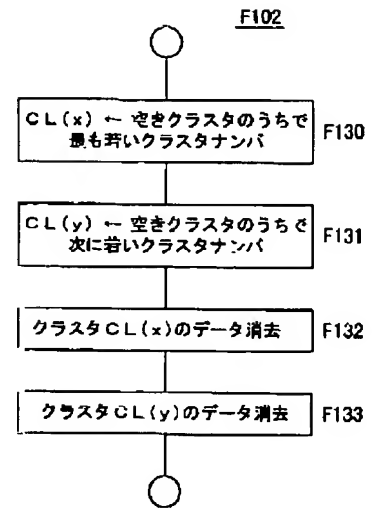 F102
CL(x) ← 空きクラスタのうちで
最も若いクラスタナンバ
F130
CL(y) ← 空きクラスタのうちで
次に若いクラスタナンバ
F131
クラスタCL(x)のデータ消去
F132
クラスタCL(y)のデータ消去
F133